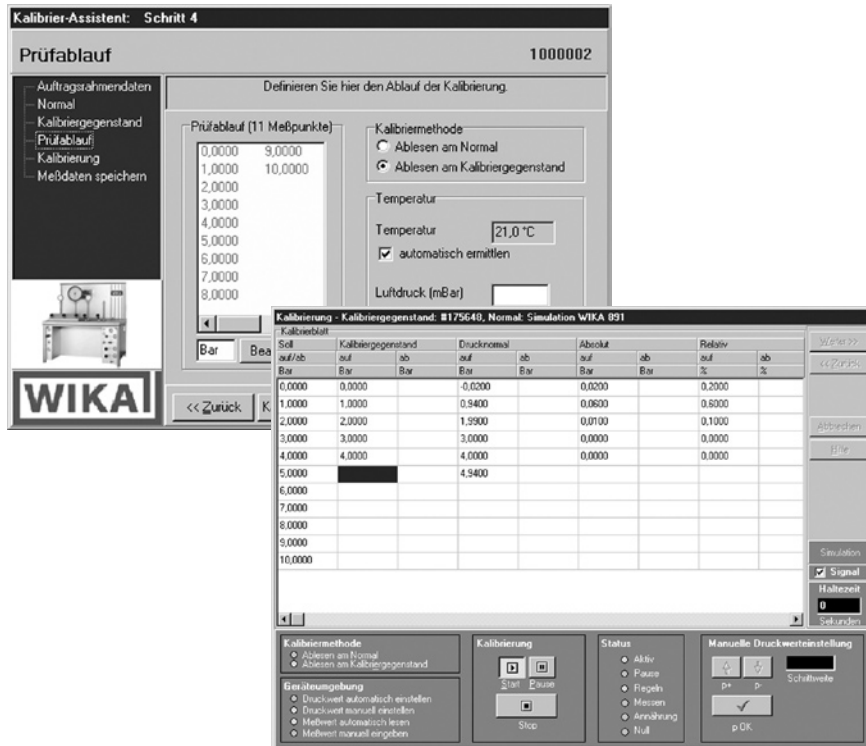 Kalibrier-Assistent: Schritt 4
Prüfablauf 1000002
Auftragsrahmendaten
Normal
Kalibriergegenstand
Prüfablauf
Kalibrierung
Meßdaten speichern
WIKA
Definieren Sie hier den Ablauf der Kalibrierung.
Prüfablauf (11 Meßpunkte)
0,0000 9,0000
1,0000 10,0000
2,0000
3,0000
4,0000
5,0000
6,0000
7,0000
8,0000
Bar Bea
<< Zurück K
Kalibriermethode
Ablesen am Normal
Ablesen am Kalibriergegenstand
Temperatur
Temperatur 21,0 °C
automatisch ermittlen
Luftdruck (mBar)
Kalibrierung - Kalibriergegenstand: #175648, Normal: Simulation WIKA 891
Kalibrierblatt
Soll Kalibriergegenstand Drucknormal Absolut Relativ
auf/ab auf ab auf ab auf ab auf ab
Bar Bar Bar Bar Bar Bar Bar % %
0,0000 0,0000 -0,0200 0,0200 0,2000
1,0000 1,0000 0,9400 0,0600 0,6000
2,0000 2,0000 1,9900 0,0100 0,1000
3,0000 3,0000 3,0000 0,0000 0,0000
4,0000 4,0000 4,0000 0,0000 0,0000
5,0000 4,9400
6,0000
7,0000
8,0000
9,0000
10,0000
Weiter >>
<< Zurück
Abbrechen
Hilfe
Simulation
Signal
Haltezeit
0
Sekunden
Kalibriermethode
Ablesen am Normal
Ablesen am Kalibriergegenstand
Geräteumgebung
Druckwert automatisch einstellen
Druckwert manuell einstellen
Meßwert automatisch lesen
Meßwert manuell eingeben
Kalibrierung
Start Pause
Stop
Status
Aktiv
Pause
Regeln
Messen
Annährung
Null
Manuelle Druckwerteinstellung
p+ p- Schrittweite
p OK